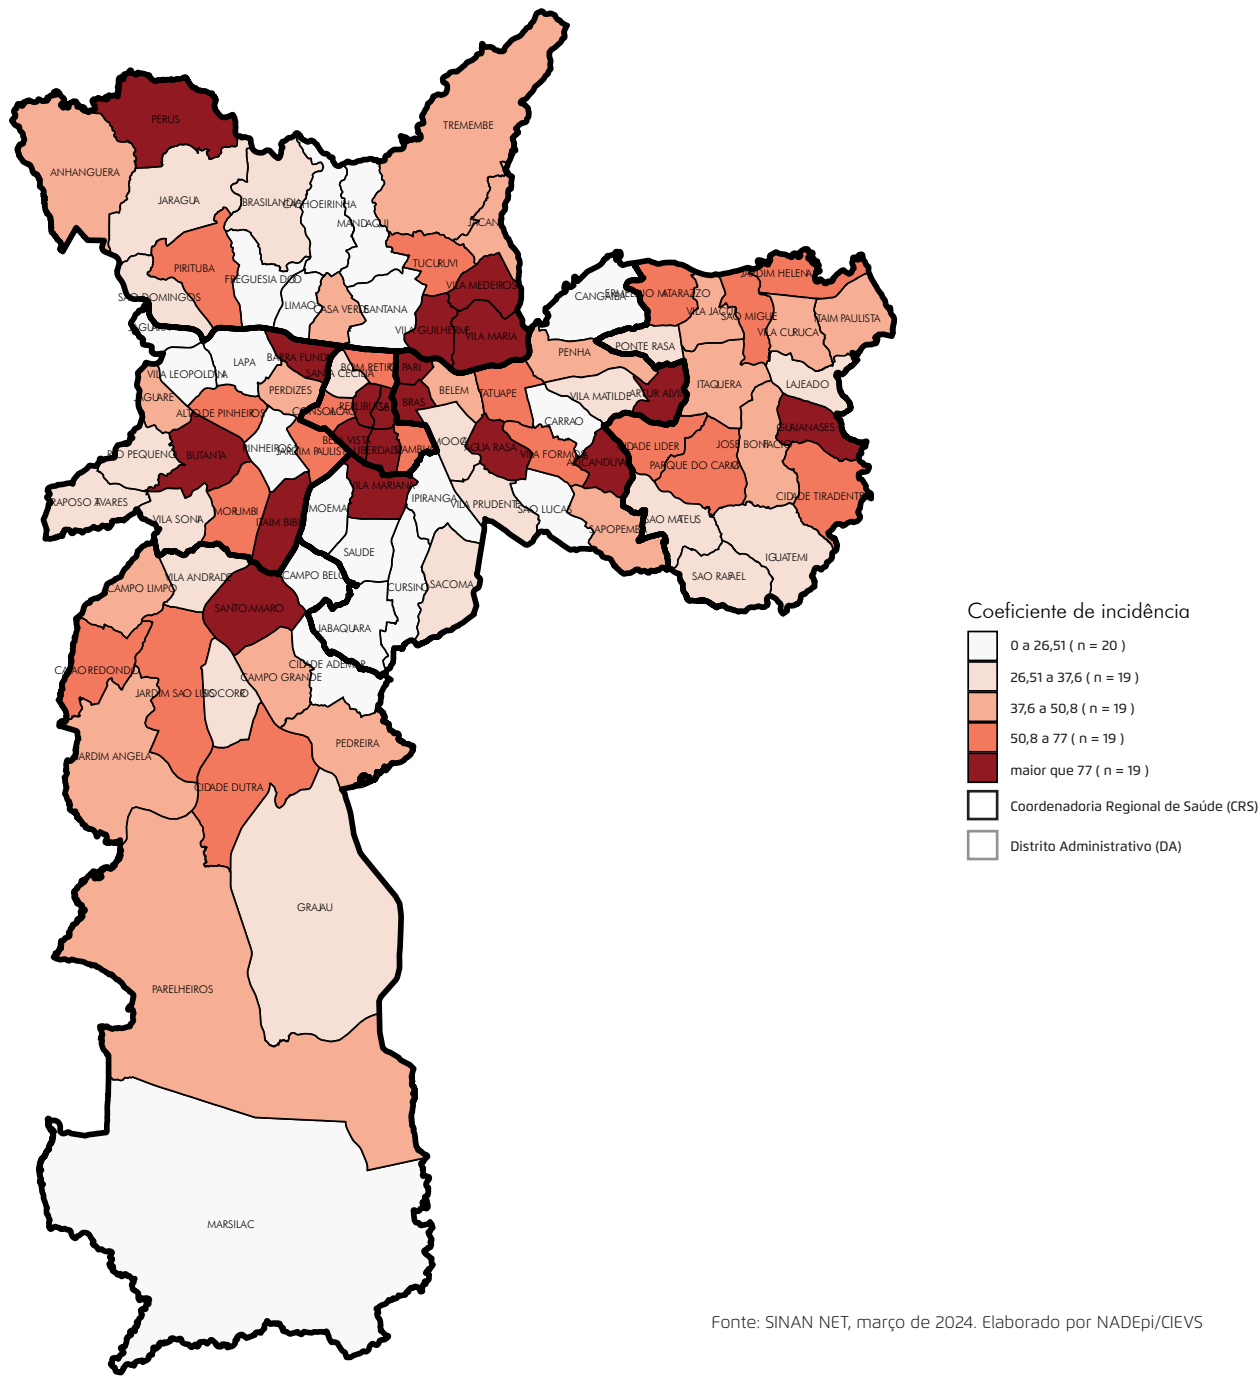 PERUS
TREMEMBE
ANHANGUERA
JARAGUA
BRASILANDIA
CACHOEIRINHA
MANDAQUI
JACANA
PIRITUBA
TUCURUVI
FREGUESIA DO O
VILA MEDEIROS
SAO DOMINGOS
LIMAO
CASA VERDE
SANTANA
JAGUARA
VILA GUILHERME
VILA MARIA
CANGAIBA
ERMELINO MATARAZZO
JARDIM HELENA
VILA JACUI
SAO MIGUEL
ITAIM PAULISTA
VILA CURUCA
PONTE RASA
PENHA
LAPA
BARRA FUNDA
BOM RETIRO
PARI
VILA LEOPOLDINA
SANTA CECILIA
PERDIZES
BELEM
TATUAPE
VILA MATILDE
ARTUR ALVIM
ITAQUERA
LAJEADO
JAGUARE
ALTO DE PINHEIROS
CONSOLACAO
REPUBLICA
SE
BRAS
CARRAO
GUAIANASES
RIO PEQUENO
BUTANTA
PINHEIROS
JARDIM PAULISTA
BELA VISTA
LIBERDADE
CAMBUCI
MOOCA
AGUA RASA
VILA FORMOSA
ARICANDUVA
CIDADE LIDER
JOSE BONIFACIO
PARQUE DO CARMO
CIDADE TIRADENTES
RAPOSO TAVARES
VILA SONIA
MORUMBI
ITAIM BIBI
MOEMA
VILA MARIANA
IPIRANGA
VILA PRUDENTE
SAO LUCAS
SAPOPEMBA
SAO MATEUS
IGUATEMI
SAO RAFAEL
SAUDE
VILA ANDRADE
CAMPO BELO
CAMPO LIMPO
CURSINO
SACOMA
SANTO AMARO
JABAQUARA
CAPAO REDONDO
CIDADE ADEMAR
CAMPO GRANDE
JARDIM SAO LUIS
SOCORRO
JARDIM ANGELA
PEDREIRA
CIDADE DUTRA
GRAJAU
PARELHEIROS
MARSILAC
Coeficiente de incidência
0 a 26,51 ( n = 20 )
26,51 a 37,6 ( n = 19 )
37,6 a 50,8 ( n = 19 )
50,8 a 77 ( n = 19 )
maior que 77 ( n = 19 )
Coordenadoria Regional de Saúde (CRS)
Distrito Administrativo (DA)
Fonte: SINAN NET, março de 2024. Elaborado por NADEpi/CIEVS